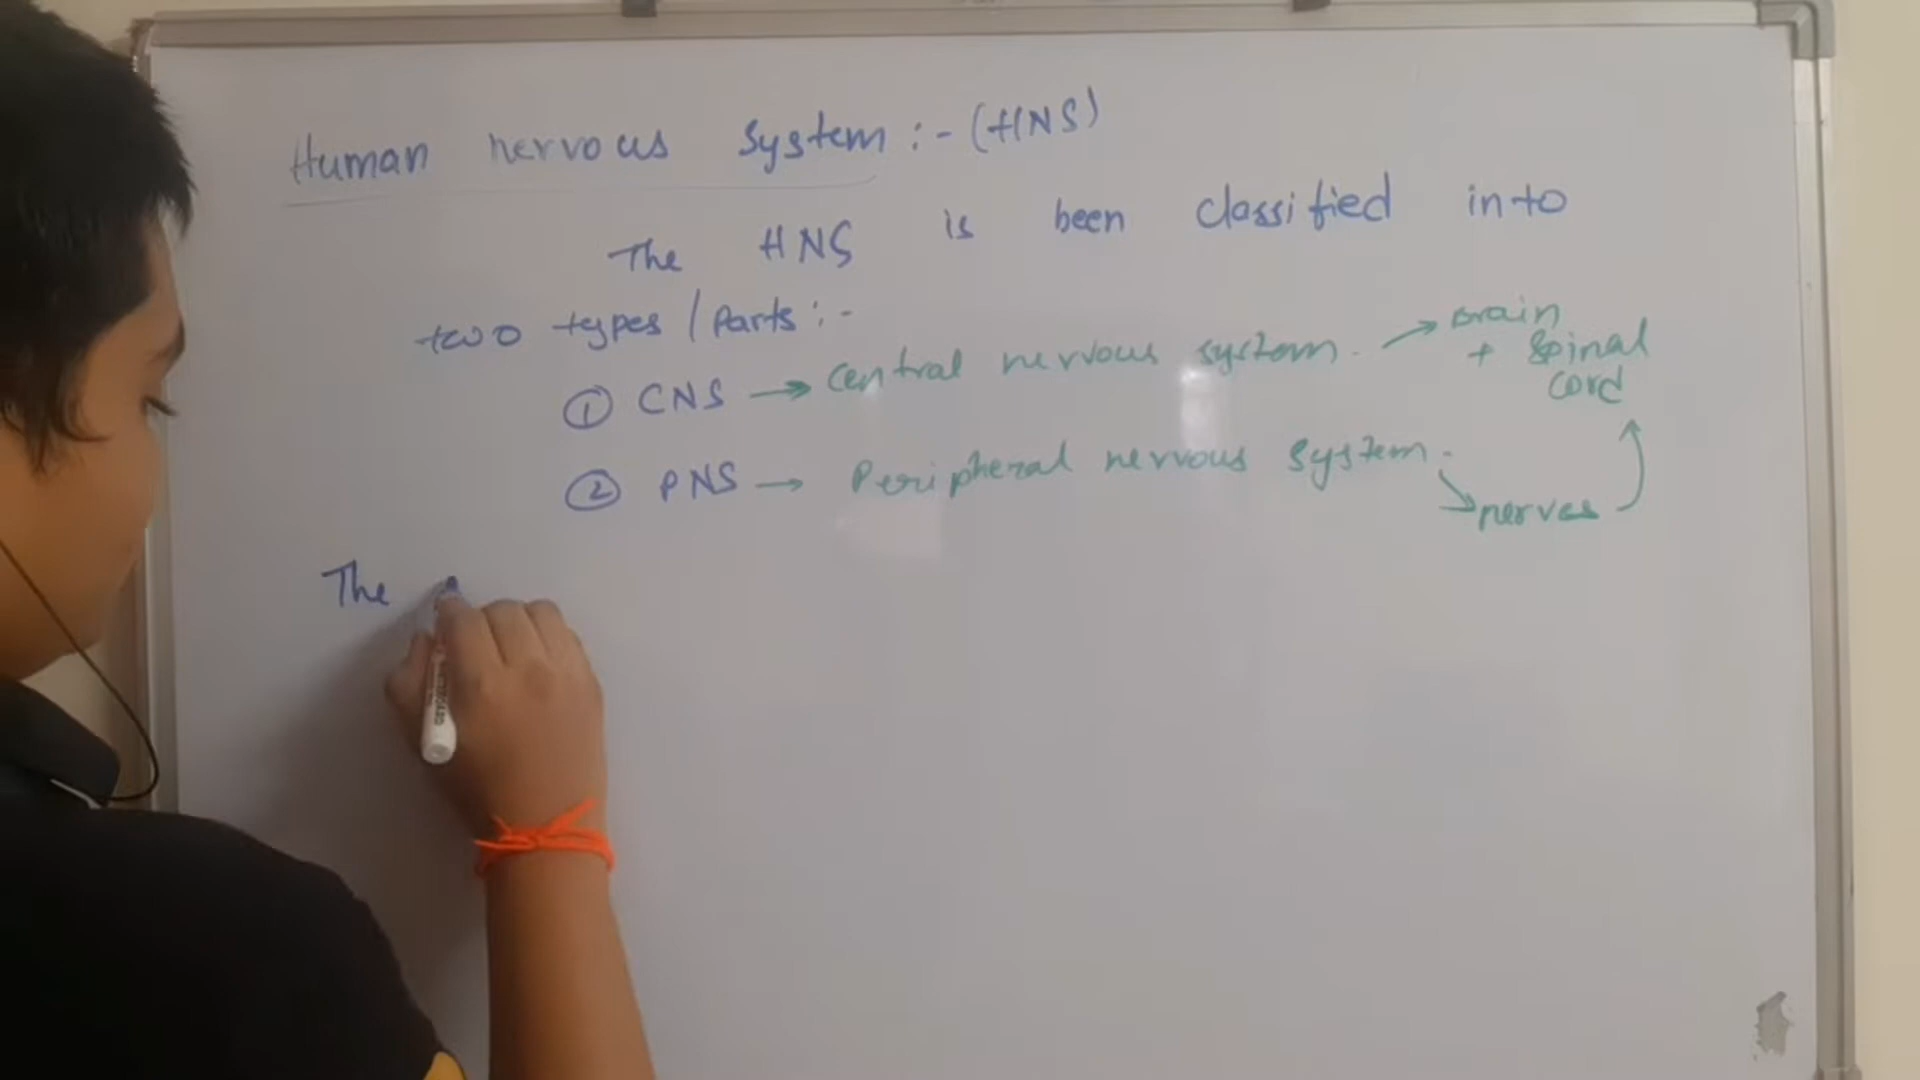 Human nervous system :- (HNS)
The HNS is been classified into
two types / Parts :-
① CNS → central nervous system. → Brain
+ Spinal
cord
② PNS → Peripheral nervous system.
→ nerves
The